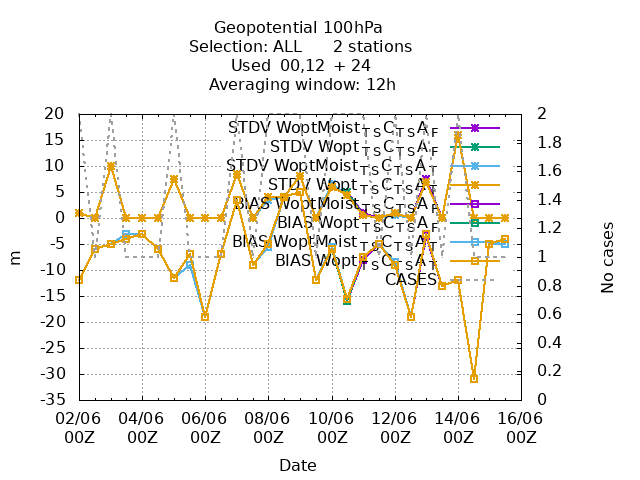 Geopotential 100hPa
Selection: ALL 2 stations
Used 00,12 + 24
Averaging window: 12h
20
15
10
5
0
-5
-10
-15
-20
-25
-30
-35
m
2
1.8
1.6
1.4
1.2
1
0.8
0.6
0.4
0.2
0
No cases
STDV WoptMoist T S C T S A F
STDV Wopt T S C T S A F
STDV WoptMoist T S C T S A T
STDV Wopt T S C T S A T
BIAS WoptMoist T S C T S A F
BIAS Wopt T S C T S A F
BIAS WoptMoist T S C T S A T
BIAS Wopt T S C T S A T
CASES
02/06 04/06 06/06 08/06 10/06 12/06 14/06 16/06
00Z 00Z 00Z 00Z 00Z 00Z 00Z 00Z
Date